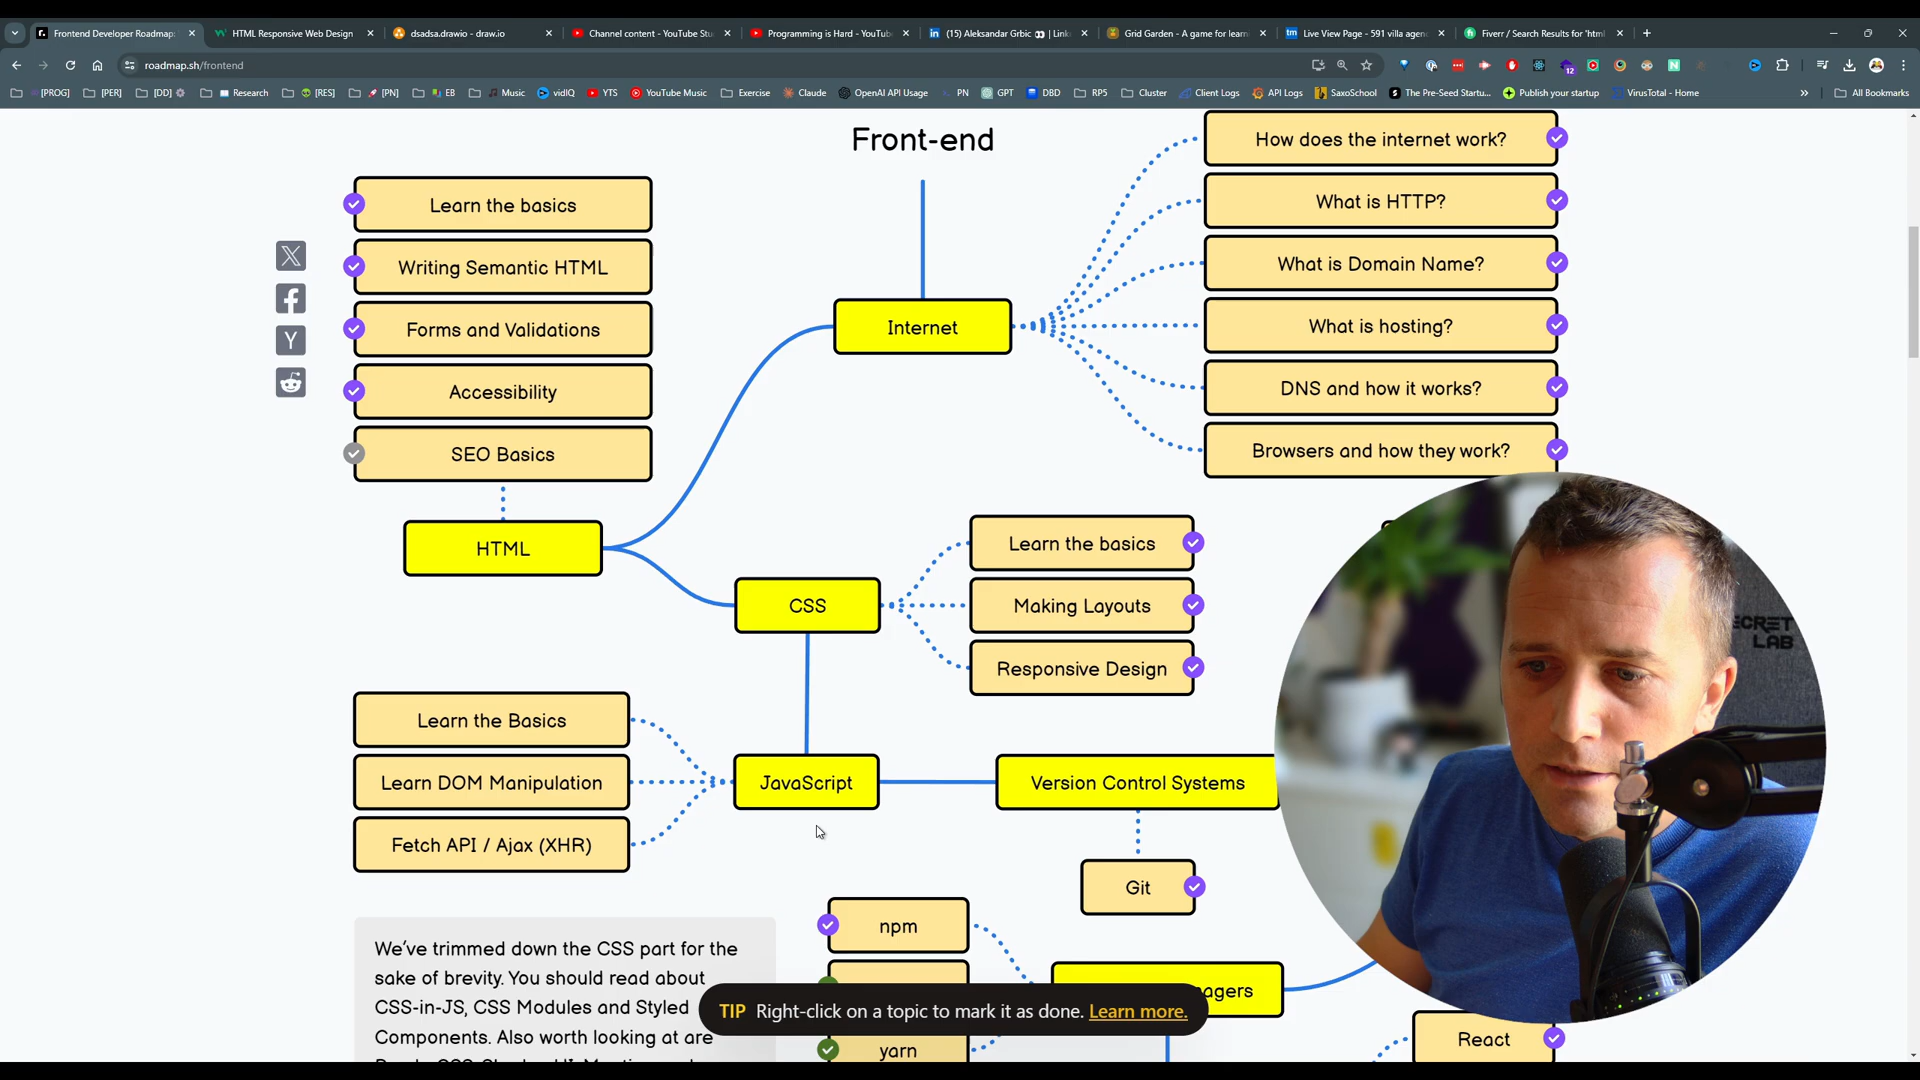 Frontend Developer Roadmap:
HTML Responsive Web Design
dsadsa.drawio - draw.io
Channel content - YouTube Stu
Programming is Hard - YouTub
(15) Aleksandar Grbic 👀 | Link
Grid Garden - A game for learn
Live View Page - 591 villa agen
Fiverr / Search Results for 'html
roadmap.sh/frontend
12
[PROG]
[PER]
[DD]
Research
[RES]
[PN]
EB
Music
vidIQ
YTS
YouTube Music
Exercise
Claude
OpenAI API Usage
PN
GPT
DBD
RP5
Cluster
Client Logs
API Logs
SaxoSchool
The Pre-Seed Startu...
Publish your startup
VirusTotal - Home
All Bookmarks
Front-end
Learn the basics
Writing Semantic HTML
Forms and Validations
Accessibility
SEO Basics
HTML
Internet
How does the internet work?
What is HTTP?
What is Domain Name?
What is hosting?
DNS and how it works?
Browsers and how they work?
CSS
Learn the basics
Making Layouts
Responsive Design
Learn the Basics
Learn DOM Manipulation
Fetch API / Ajax (XHR)
JavaScript
Version Control Systems
Git
npm
yarn
React
We've trimmed down the CSS part for the
sake of brevity. You should read about
CSS-in-JS, CSS Modules and Styled
Components. Also worth looking at are
TIP Right-click on a topic to mark it as done. Learn more.
LAB